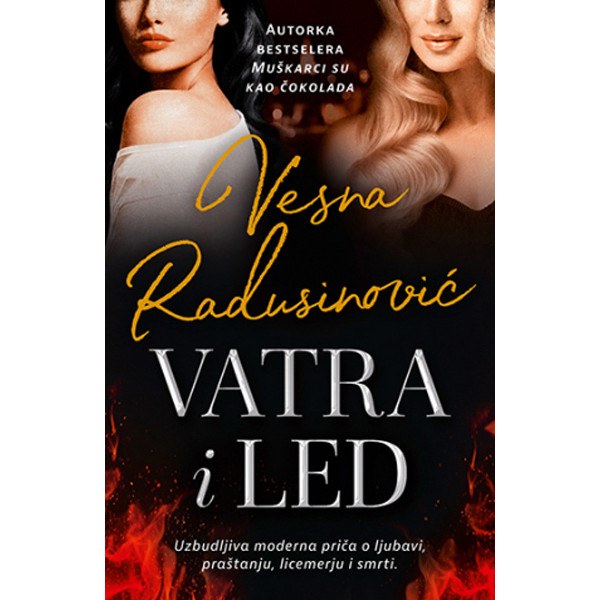 AUTORKA
BESTSELERA
MUŠKARCI SU
KAO ČOKOLADA
Vesna
Radusinović
VATRA
i LED
Uzbudljiva moderna priča o ljubavi,
praštanju, licemerju i smrti.